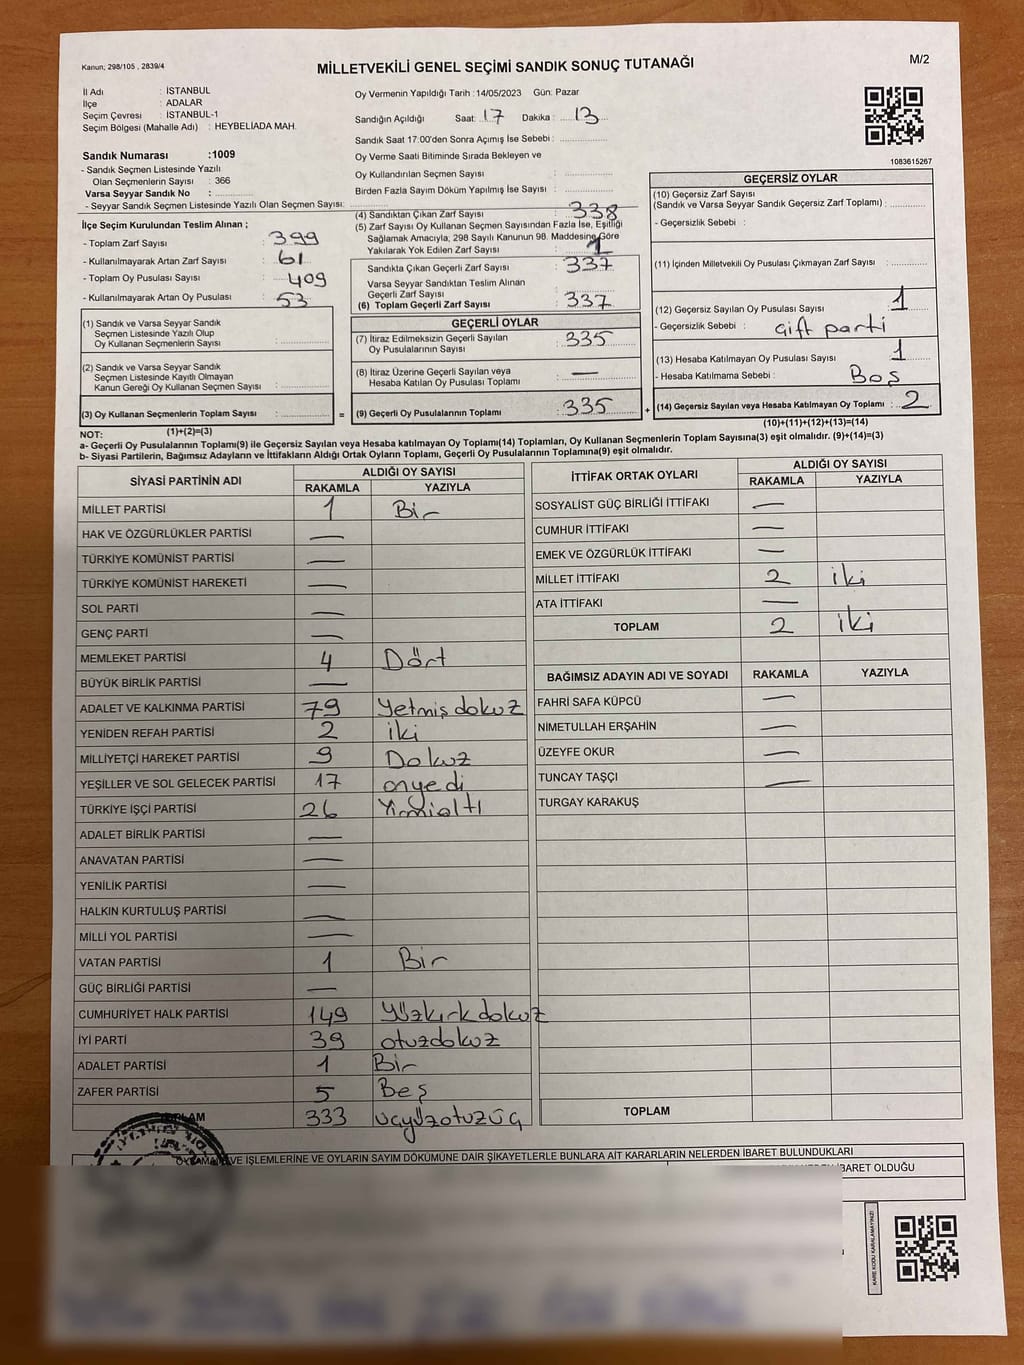 Kanun; 298/105 , 2839/4
MİLLETVEKİLİ GENEL SEÇİMİ SANDIK SONUÇ TUTANAĞI
M/2
İl Adı : İSTANBUL
İlçe : ADALAR
Seçim Çevresi : İSTANBUL-1
Seçim Bölgesi (Mahalle Adı) : HEYBELİADA MAH.
Oy Vermenin Yapıldığı Tarih : 14/05/2023 Gün: Pazar
Sandığın Açıldığı Saat: 17 Dakika : 13
Sandık Saat 17:00'den Sonra Açımış İse Sebebi :
Sandık Numarası :1009
- Sandık Seçmen Listesinde Yazılı
Olan Seçmenlerin Sayısı : 366
Varsa Seyyar Sandık No :
- Seyyar Sandık Seçmen Listesinde Yazılı Olan Seçmen Sayısı:
Oy Verme Saati Bitiminde Sırada Bekleyen ve
Oy Kullandırılan Seçmen Sayısı :
Birden Fazla Sayım Döküm Yapılmış İse Sayısı :
1083615267
İlçe Seçim Kurulundan Teslim Alınan ;
- Toplam Zarf Sayısı : 399
- Kullanılmayarak Artan Zarf Sayısı : 61
- Toplam Oy Pusulası Sayısı : 409
- Kullanılmayarak Artan Oy Pusulası : 53
(4) Sandıktan Çıkan Zarf Sayısı : 338
(5) Zarf Sayısı Oy Kullanan Seçmen Sayısından Fazla İse, Eşitliği
Sağlamak Amacıyla, 298 Sayılı Kanunun 98. Maddesine Göre
Yakılarak Yok Edilen Zarf Sayısı : 1
Sandıkta Çıkan Geçerli Zarf Sayısı : 337
Varsa Seyyar Sandıktan Teslim Alınan
Geçerli Zarf Sayısı :
(6) Toplam Geçerli Zarf Sayısı : 337
GEÇERSİZ OYLAR
(10) Geçersiz Zarf Sayısı
(Sandık ve Varsa Seyyar Sandık Geçersiz Zarf Toplamı) :
- Geçersizlik Sebebi :
(11) İçinden Milletvekili Oy Pusulası Çıkmayan Zarf Sayısı :
(12) Geçersiz Sayılan Oy Pusulası Sayısı : 1
- Geçersizlik Sebebi : Çift parti
(13) Hesaba Katılmayan Oy Pusulası Sayısı : 1
- Hesaba Katılmama Sebebi : Boş
(14) Geçersiz Sayılan veya Hesaba Katılmayan Oy Toplamı : 2
(10)+(11)+(12)+(13)=(14)
(1) Sandık ve Varsa Seyyar Sandık
Seçmen Listesinde Yazılı Olup
Oy Kullanan Seçmenlerin Sayısı :
(2) Sandık ve Varsa Seyyar Sandık
Seçmen Listesinde Kayıtlı Olmayan
Kanun Gereği Oy Kullanan Seçmen Sayısı :
(3) Oy Kullanan Seçmenlerin Toplam Sayısı : =
(1)+(2)=(3)
GEÇERLİ OYLAR
(7) İtiraz Edilmeksizin Geçerli Sayılan
Oy Pusulalarının Sayısı : 335
(8) İtiraz Üzerine Geçerli Sayılan veya
Hesaba Katılan Oy Pusulası Toplamı : —
(9) Geçerli Oy Pusulalarının Toplamı : 335 +
NOT:
a- Geçerli Oy Pusulalarının Toplamı(9) ile Geçersiz Sayılan veya Hesaba katılmayan Oy Toplamı(14) Toplamları, Oy Kullanan Seçmenlerin Toplam Sayısına(3) eşit olmalıdır. (9)+(14)=(3)
b- Siyasi Partilerin, Bağımsız Adayların ve İttifakların Aldığı Ortak Oyların Toplamı, Geçerli Oy Pusulalarının Toplamına(9) eşit olmalıdır.
SİYASİ PARTİNİN ADI ALDIĞI OY SAYISI
RAKAMLA YAZIYLA
MİLLET PARTİSİ 1 Bir
HAK VE ÖZGÜRLÜKLER PARTİSİ —
TÜRKİYE KOMÜNİST PARTİSİ —
TÜRKİYE KOMÜNİST HAREKETİ —
SOL PARTİ —
GENÇ PARTİ —
MEMLEKET PARTİSİ 4 Dört
BÜYÜK BİRLİK PARTİSİ —
ADALET VE KALKINMA PARTİSİ 79 Yetmiş dokuz
YENİDEN REFAH PARTİSİ 2 iki
MİLLİYETÇİ HAREKET PARTİSİ 9 Dokuz
YEŞİLLER VE SOL GELECEK PARTİSİ 17 onyedi
TÜRKİYE İŞÇİ PARTİSİ 26 Yirmialtı
ADALET BİRLİK PARTİSİ —
ANAVATAN PARTİSİ —
YENİLİK PARTİSİ —
HALKIN KURTULUŞ PARTİSİ —
MİLLİ YOL PARTİSİ —
VATAN PARTİSİ 1 Bir
GÜÇ BİRLİĞİ PARTİSİ —
CUMHURİYET HALK PARTİSİ 149 Yüzkırkdokuz
İYİ PARTİ 39 otuzdokuz
ADALET PARTİSİ 1 Bir
ZAFER PARTİSİ 5 Beş
TOPLAM 333 üçyüzotuzüç
İTTİFAK ORTAK OYLARI ALDIĞI OY SAYISI
RAKAMLA YAZIYLA
SOSYALİST GÜÇ BİRLİĞİ İTTİFAKI —
CUMHUR İTTİFAKI —
EMEK VE ÖZGÜRLÜK İTTİFAKI —
MİLLET İTTİFAKI 2 iki
ATA İTTİFAKI —
TOPLAM 2 iki
BAĞIMSIZ ADAYIN ADI VE SOYADI RAKAMLA YAZIYLA
FAHRİ SAFA KÜPCÜ —
NİMETULLAH ERŞAHİN —
ÜZEYFE OKUR —
TUNCAY TAŞÇI —
TURGAY KARAKUŞ
TOPLAM
VE İŞLEMLERİNE VE OYLARIN SAYIM DÖKÜMÜNE DAİR ŞİKAYETLERLE BUNLARA AİT KARARLARIN NELERDEN İBARET BULUNDUKLARI
İBARET OLDUĞU
KARE KODU KARALAMAYINIZ!